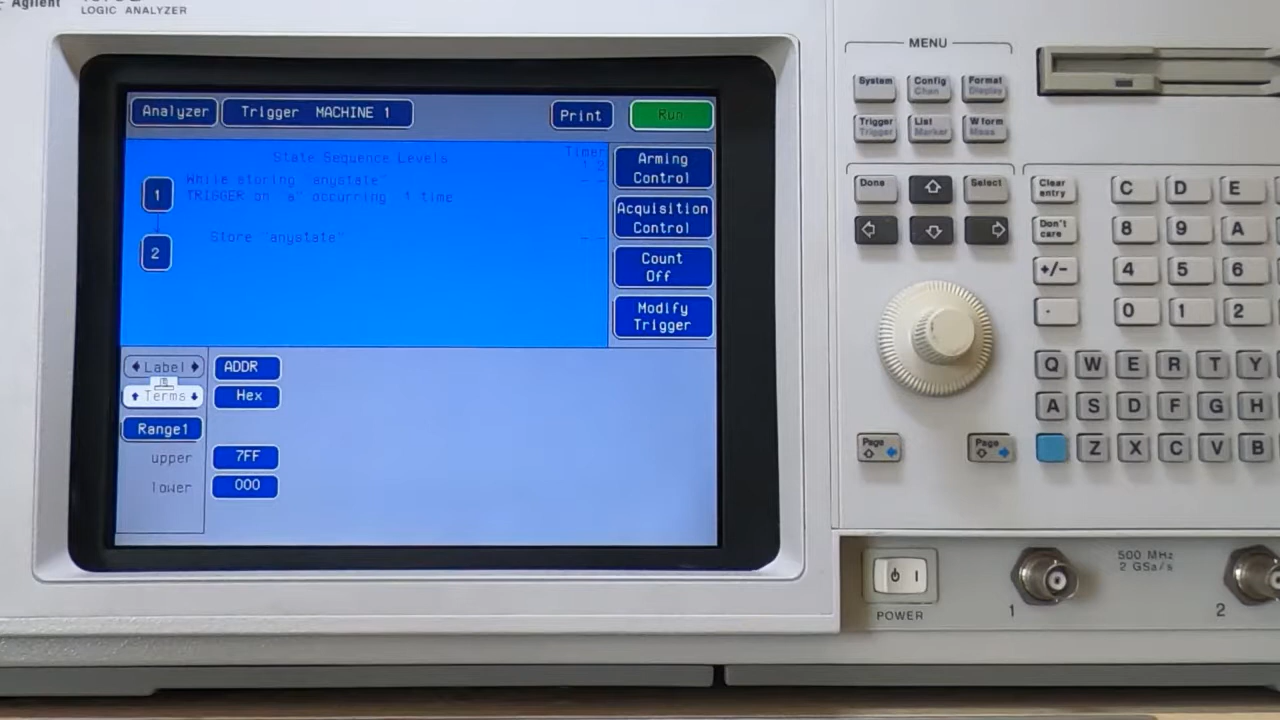 Agilent
LOGIC ANALYZER
Analyzer
Trigger MACHINE 1
Print
Run
State Sequence Levels
Timer
1 2
1
While storing "anystate"
TRIGGER on "a" occurring 1 time
- -
2
Store "anystate"
- -
Arming
Control
Acquisition
Control
Count
Off
Modify
Trigger
Label
ADDR
Terms
Hex
Range1
upper
7FF
lower
000
MENU
System
Config
Chan
Format
Display
Trigger
Trigger
List
Marker
W form
Meas
Done
Select
Clear
entry
C
D
E
Don't
care
8
9
A
+/-
4
5
6
.
0
1
2
Q
W
E
R
T
Y
A
S
D
F
G
H
Page
Page
Z
X
C
V
B
POWER
1
500 MHz
2 GSa/s
2